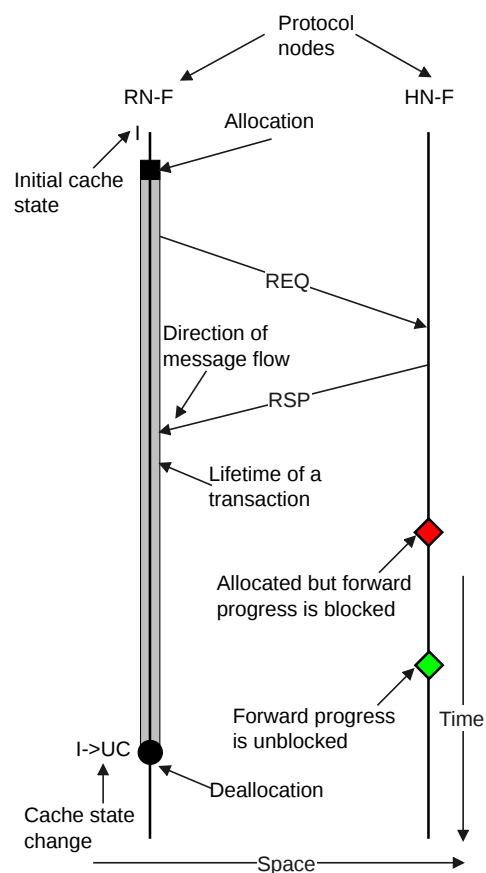 Protocol
nodes
RN-F
HN-F
I
Allocation
Initial cache
state
REQ
Direction of
message flow
RSP
Lifetime of a
transaction
Allocated but forward
progress is blocked
Forward progress
is unblocked
Time
I->UC
Deallocation
Cache state
change
Space